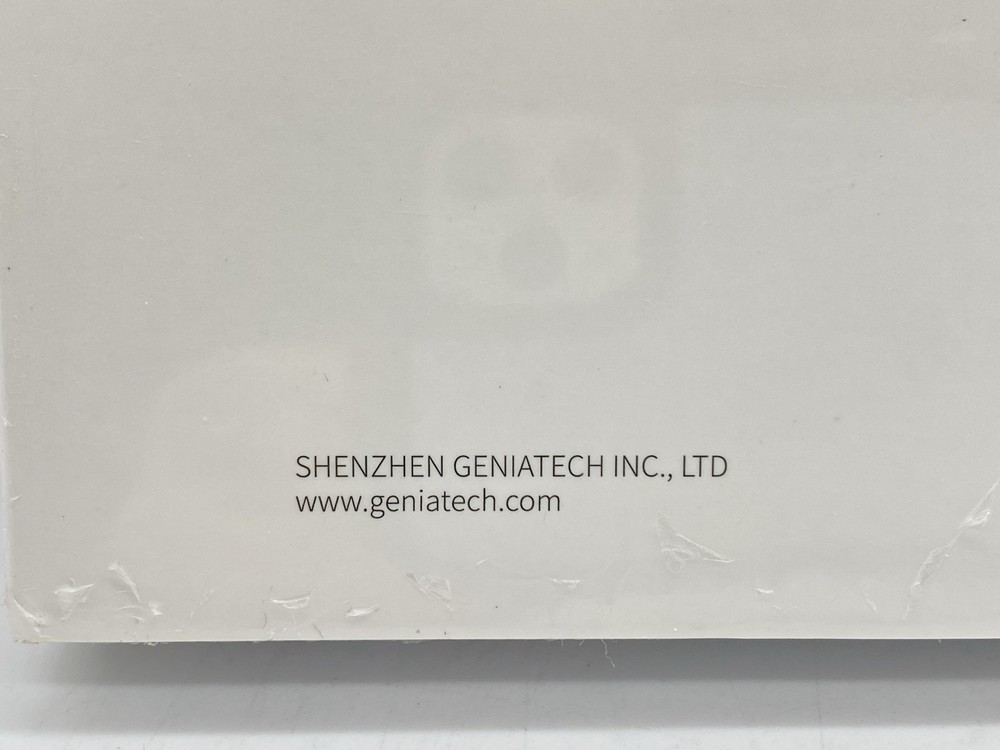 SHENZHEN GENIATECH INC., LTD
www.geniatech.com